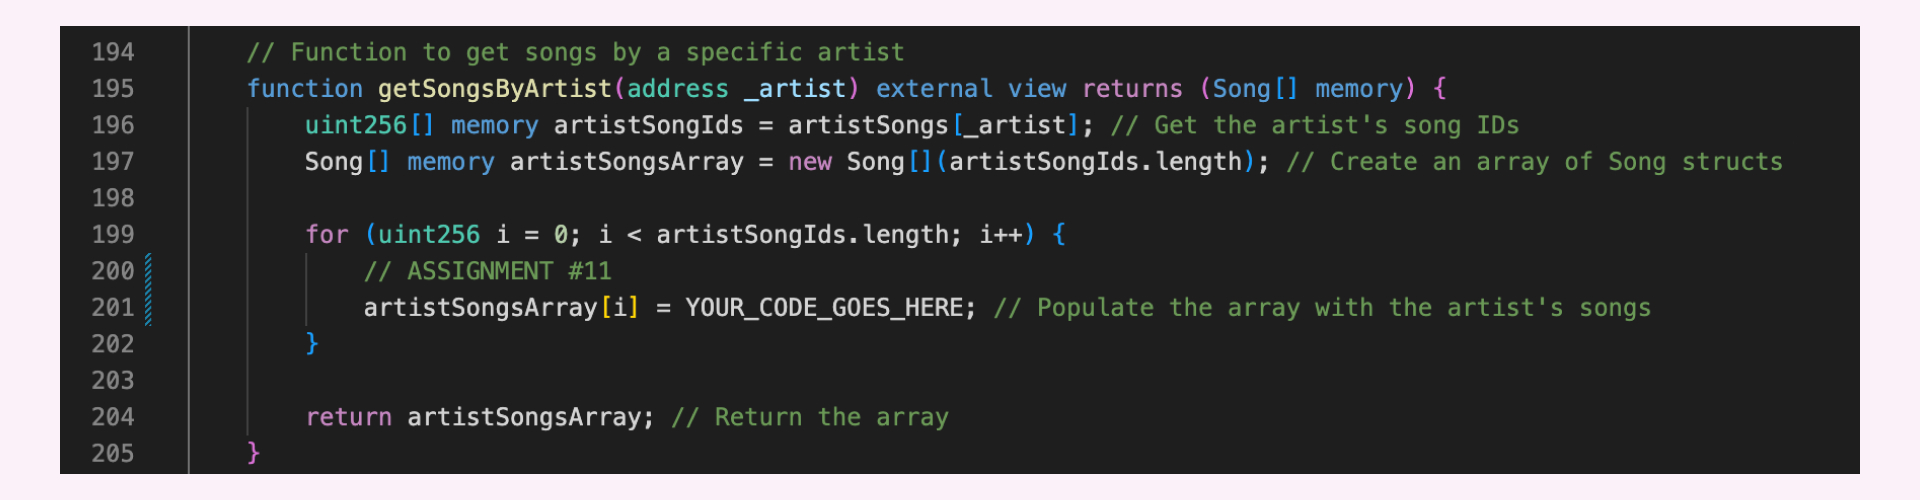 194 // Function to get songs by a specific artist
195 function getSongsByArtist(address _artist) external view returns (Song[] memory) {
196 uint256[] memory artistSongIds = artistSongs[_artist]; // Get the artist's song IDs
197 Song[] memory artistSongsArray = new Song[](artistSongIds.length); // Create an array of Song structs
198
199 for (uint256 i = 0; i < artistSongIds.length; i++) {
200 // ASSIGNMENT #11
201 artistSongsArray[i] = YOUR_CODE_GOES_HERE; // Populate the array with the artist's songs
202 }
203
204 return artistSongsArray; // Return the array
205 }